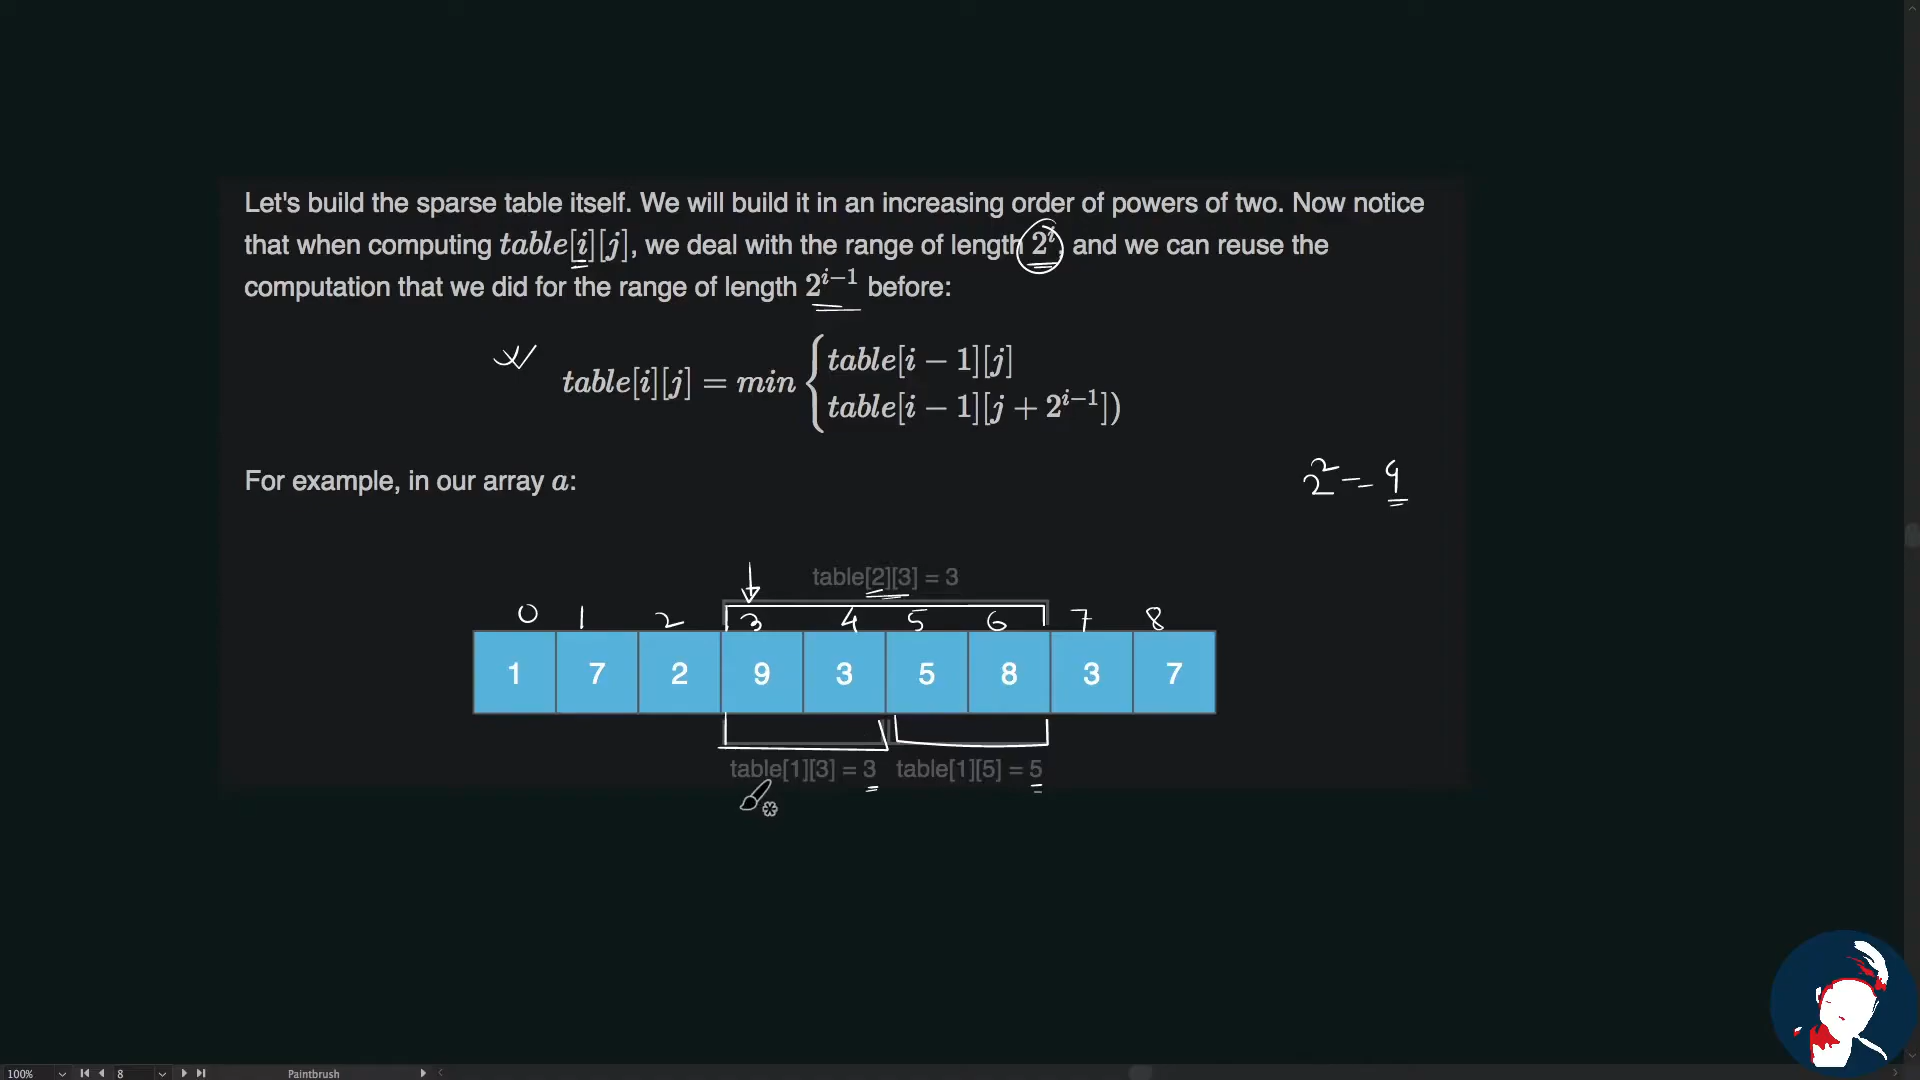 Let's build the sparse table itself. We will build it in an increasing order of powers of two. Now notice
that when computing table[i][j], we deal with the range of length 2^i, and we can reuse the
computation that we did for the range of length 2^{i−1} before:
table[i][j] = min { table[i − 1][j]
table[i − 1][j + 2^{i−1}])
For example, in our array a:
2^2 = 4
table[2][3] = 3
0 1 2 3 4 5 6 7 8
1 7 2 9 3 5 8 3 7
table[1][3] = 3 table[1][5] = 5
100% 8 Paintbrush